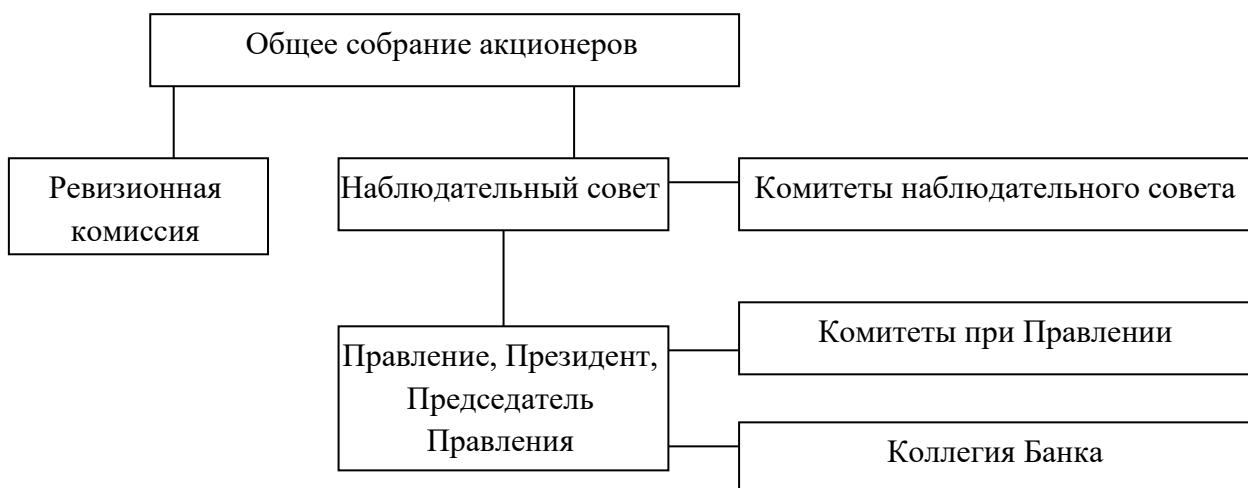 Общее собрание акционеров
Ревизионная
комиссия
Наблюдательный совет
Комитеты наблюдательного совета
Правление, Президент,
Председатель
Правления
Комитеты при Правлении
Коллегия Банка